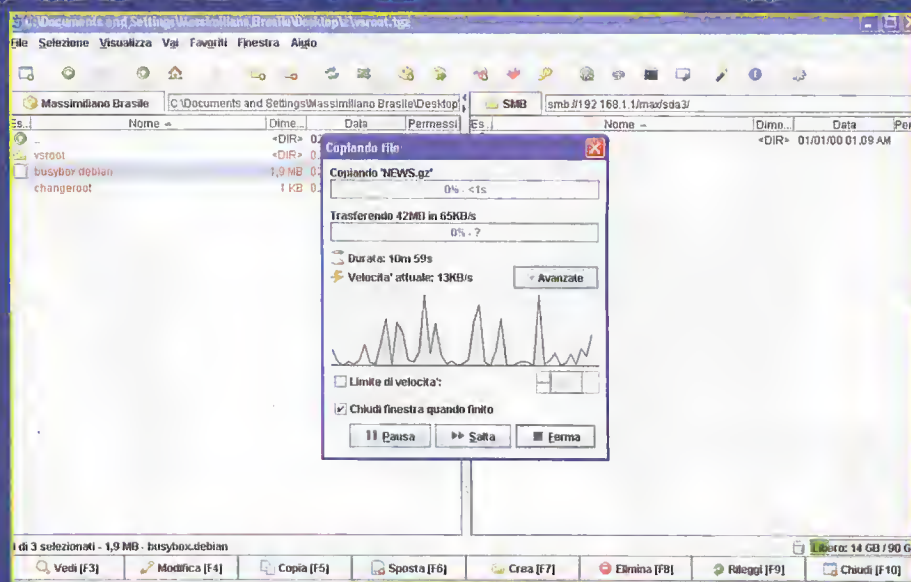 C:\Documents and Settings\Massimiliano Brasile\Desktop\z\vsroot.tgz
File Selezione Visualizza Vai Favoriti Finestra Aiuto
Massimiliano Brasile C:\Documents and Settings\Massimiliano Brasile\Desktop\ SMB smb://192.168.1.1/max/sda3/
Es.. Nome Dime... Data Permessi Es.. Nome Dimo... Data Per
.. <DIR> <DIR> 01/01/00 01.09 AM
vsroot <DIR>
busybox.debian 1,9 MB
changeroot 1 KB
Copiando file
Copiando 'NEWS.gz'
0% - <1s
Trasferendo 42MB in 65KB/s
0% - ?
Durata: 10m 59s
Velocita' attuale: 13KB/s Avanzate
Limite di velocita':
Chiudi finestra quando finito
Pausa Salta Ferma
i di 3 selezionati - 1,9 MB - busybox.debian Libero: 14 GB / 90 G
Vedi [F3] Modifica [F4] Copia [F5] Sposta [F6] Crea [F7] Elimina [F8] Rileggi [F9] Chiudi [F10]